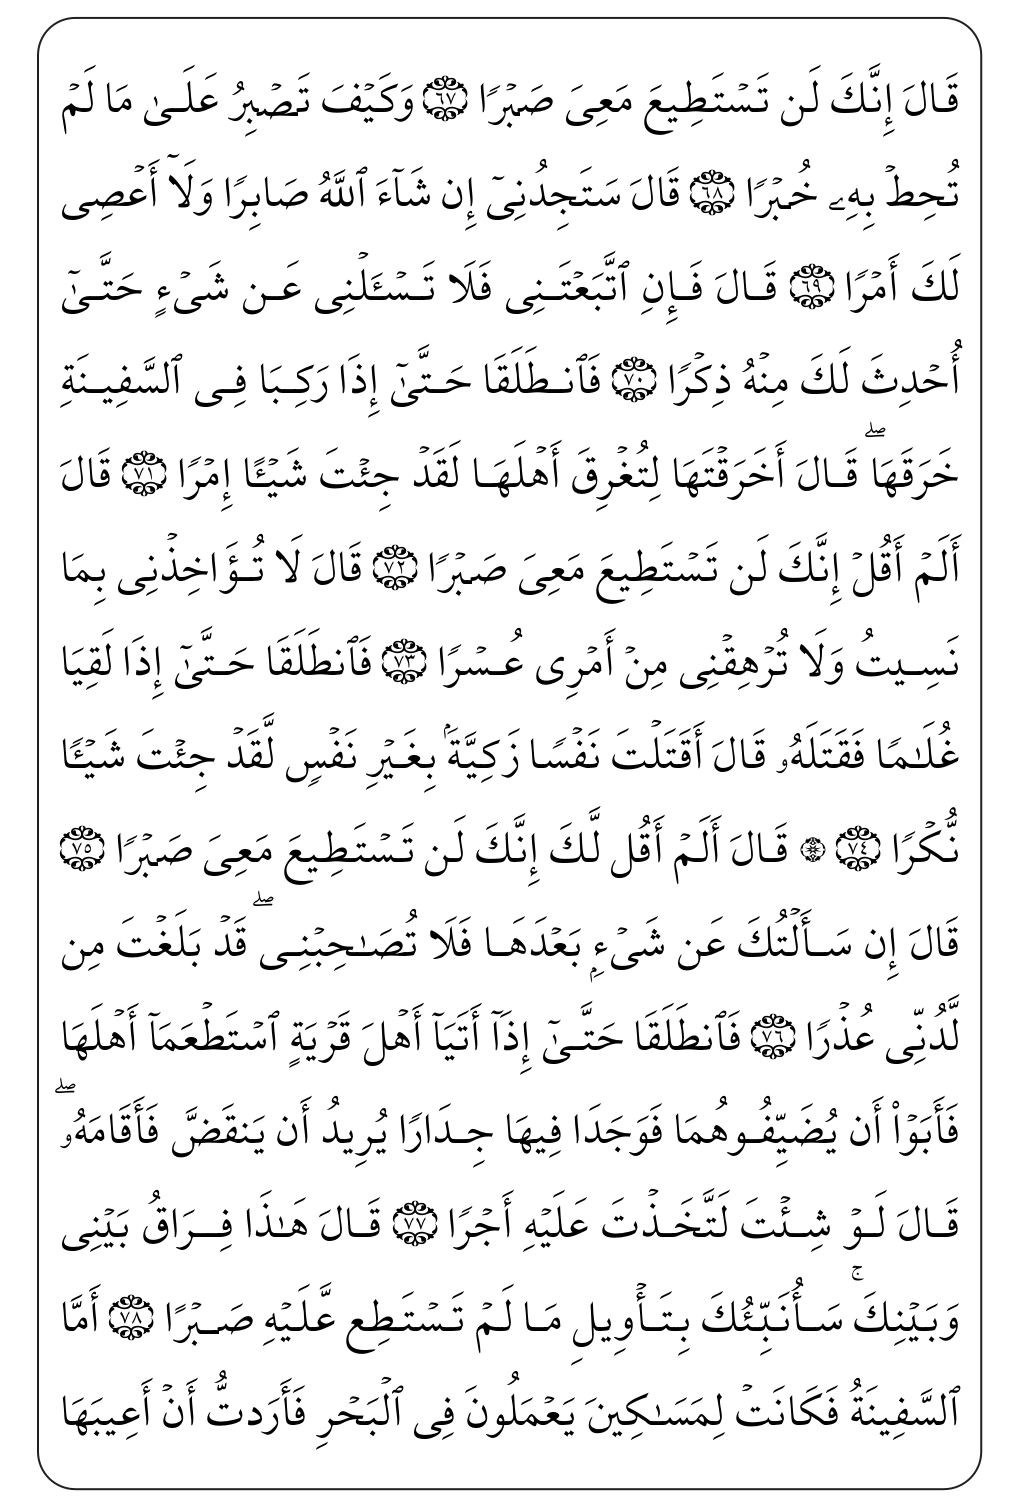 قَالَ إِنَّكَ لَن تَسۡتَطِيعَ مَعِىَ صَبۡرًا ٦٧ وَكَيۡفَ تَصۡبِرُ عَلَىٰ مَا لَمۡ
تُحِطۡ بِهِۦ خُبۡرًا ٦٨ قَالَ سَتَجِدُنِىٓ إِن شَآءَ ٱللَّهُ صَابِرًا وَلَآ أَعۡصِى
لَكَ أَمۡرًا ٦٩ قَالَ فَإِنِ ٱتَّبَعۡتَنِى فَلَا تَسۡـَٔلۡنِى عَن شَىۡءٍ حَتَّىٰٓ
أُحۡدِثَ لَكَ مِنۡهُ ذِكۡرًا ٧٠ فَٱنطَلَقَا حَتَّىٰٓ إِذَا رَكِبَا فِى ٱلسَّفِينَةِ
خَرَقَهَاۖ قَالَ أَخَرَقۡتَهَا لِتُغۡرِقَ أَهۡلَهَا لَقَدۡ جِئۡتَ شَيۡـًٔا إِمۡرًا ٧١ قَالَ
أَلَمۡ أَقُلۡ إِنَّكَ لَن تَسۡتَطِيعَ مَعِىَ صَبۡرًا ٧٢ قَالَ لَا تُؤَاخِذۡنِى بِمَا
نَسِيتُ وَلَا تُرۡهِقۡنِى مِنۡ أَمۡرِى عُسۡرًا ٧٣ فَٱنطَلَقَا حَتَّىٰٓ إِذَا لَقِيَا
غُلَـٰمًا فَقَتَلَهُۥ قَالَ أَقَتَلۡتَ نَفۡسًا زَكِيَّةَۢ بِغَيۡرِ نَفۡسٍ لَّقَدۡ جِئۡتَ شَيۡـًٔا
نُّكۡرًا ٧٤ ۞ قَالَ أَلَمۡ أَقُل لَّكَ إِنَّكَ لَن تَسۡتَطِيعَ مَعِىَ صَبۡرًا ٧٥
قَالَ إِن سَأَلۡتُكَ عَن شَىۡءِۭ بَعۡدَهَا فَلَا تُصَـٰحِبۡنِىۖ قَدۡ بَلَغۡتَ مِن
لَّدُنِّى عُذۡرًا ٧٦ فَٱنطَلَقَا حَتَّىٰٓ إِذَآ أَتَيَآ أَهۡلَ قَرۡيَةٍ ٱسۡتَطۡعَمَآ أَهۡلَهَا
فَأَبَوۡاْ أَن يُضَيِّفُوهُمَا فَوَجَدَا فِيهَا جِدَارًا يُرِيدُ أَن يَنقَضَّ فَأَقَامَهُۥۖ
قَالَ لَوۡ شِئۡتَ لَتَّخَذۡتَ عَلَيۡهِ أَجۡرًا ٧٧ قَالَ هَـٰذَا فِرَاقُ بَيۡنِى
وَبَيۡنِكَۚ سَأُنَبِّئُكَ بِتَأۡوِيلِ مَا لَمۡ تَسۡتَطِع عَّلَيۡهِ صَبۡرًا ٧٨ أَمَّا
ٱلسَّفِينَةُ فَكَانَتۡ لِمَسَـٰكِينَ يَعۡمَلُونَ فِى ٱلۡبَحۡرِ فَأَرَدتُّ أَنۡ أَعِيبَهَا